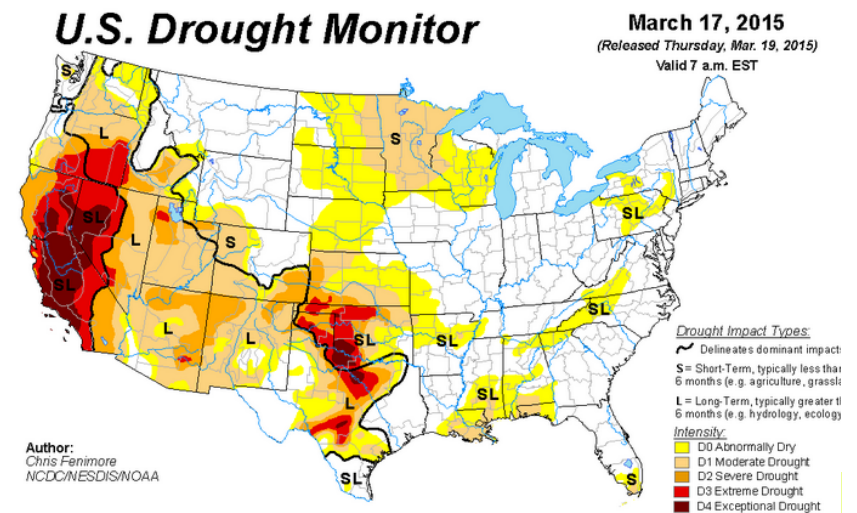 U.S. Drought Monitor
March 17, 2015
(Released Thursday, Mar. 19, 2015)
Valid 7 a.m. EST
S
L
S
SL
SL
L
S
SL
L
L
SL
SL
SL
L
SL
SL
S
Drought Impact Types:
Delineates dominant impacts
S = Short-Term, typically less than
6 months (e.g. agriculture, grassla
L = Long-Term, typically greater th
6 months (e.g. hydrology, ecology
Intensity:
D0 Abnormally Dry
D1 Moderate Drought
D2 Severe Drought
D3 Extreme Drought
D4 Exceptional Drought
Author:
Chris Fenimore
NCDC/NESDIS/NOAA